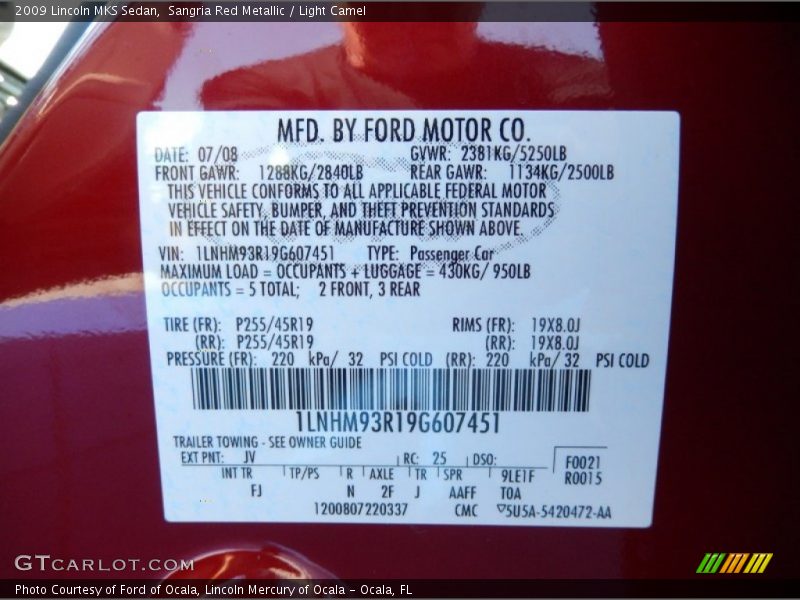 2009 Lincoln MKS Sedan,  Sangria Red Metallic / Light Camel
MFD. BY FORD MOTOR CO.
DATE: 07/08 GVWR: 2381KG/5250LB
FRONT GAWR: 1288KG/2840LB REAR GAWR: 1134KG/2500LB
THIS VEHICLE CONFORMS TO ALL APPLICABLE FEDERAL MOTOR
VEHICLE SAFETY, BUMPER, AND THEFT PREVENTION STANDARDS
IN EFFECT ON THE DATE OF MANUFACTURE SHOWN ABOVE.
VIN: 1LNHM93R19G607451 TYPE: Passenger Car
MAXIMUM LOAD = OCCUPANTS + LUGGAGE = 430KG/ 950LB
OCCUPANTS = 5 TOTAL; 2 FRONT, 3 REAR
TIRE (FR): P255/45R19 RIMS (FR): 19X8.0J
(RR): P255/45R19 (RR): 19X8.0J
PRESSURE (FR): 220 kPa/ 32 PSI COLD (RR): 220 kPa/ 32 PSI COLD
1LNHM93R19G607451
TRAILER TOWING - SEE OWNER GUIDE
EXT PNT: JV RC: 25 DSO: F0021
INT TR TP/PS R AXLE TR SPR 9LE1F R0015
FJ N 2F J AAFF T0A
1200807220337 CMC 5U5A-5420472-AA
GTCARLOT.COM
Photo Courtesy of Ford of Ocala, Lincoln Mercury of Ocala - Ocala, FL